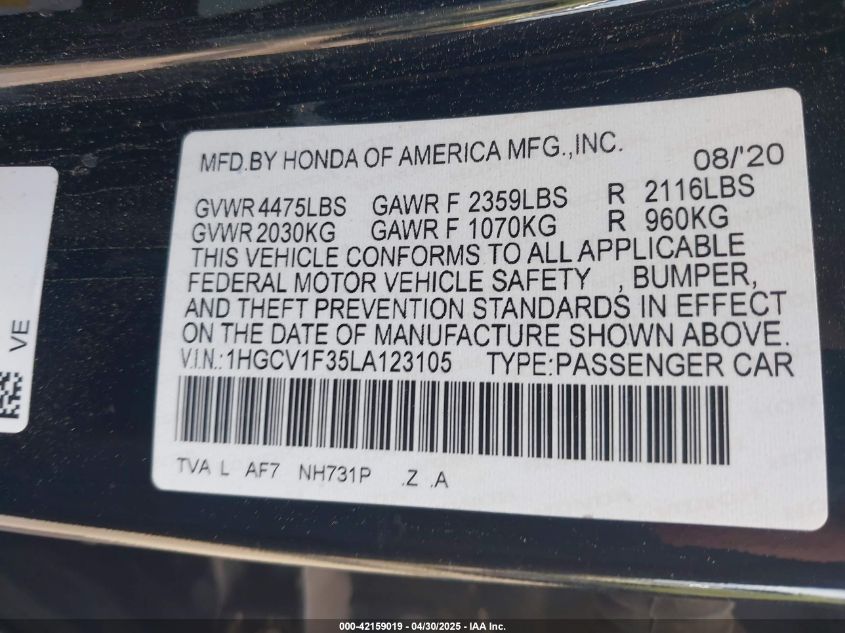 MFD.BY HONDA OF AMERICA MFG.,INC. 08/'20
GVWR 4475LBS GAWR F 2359LBS R 2116LBS
GVWR 2030KG GAWR F 1070KG R 960KG
THIS VEHICLE CONFORMS TO ALL APPLICABLE
FEDERAL MOTOR VEHICLE SAFETY , BUMPER,
AND THEFT PREVENTION STANDARDS IN EFFECT
ON THE DATE OF MANUFACTURE SHOWN ABOVE.
V.I.N.:1HGCV1F35LA123105 TYPE:PASSENGER CAR
TVA L AF7 NH731P .Z .A
VE
000-42159019 - 04/30/2025 - IAA Inc.